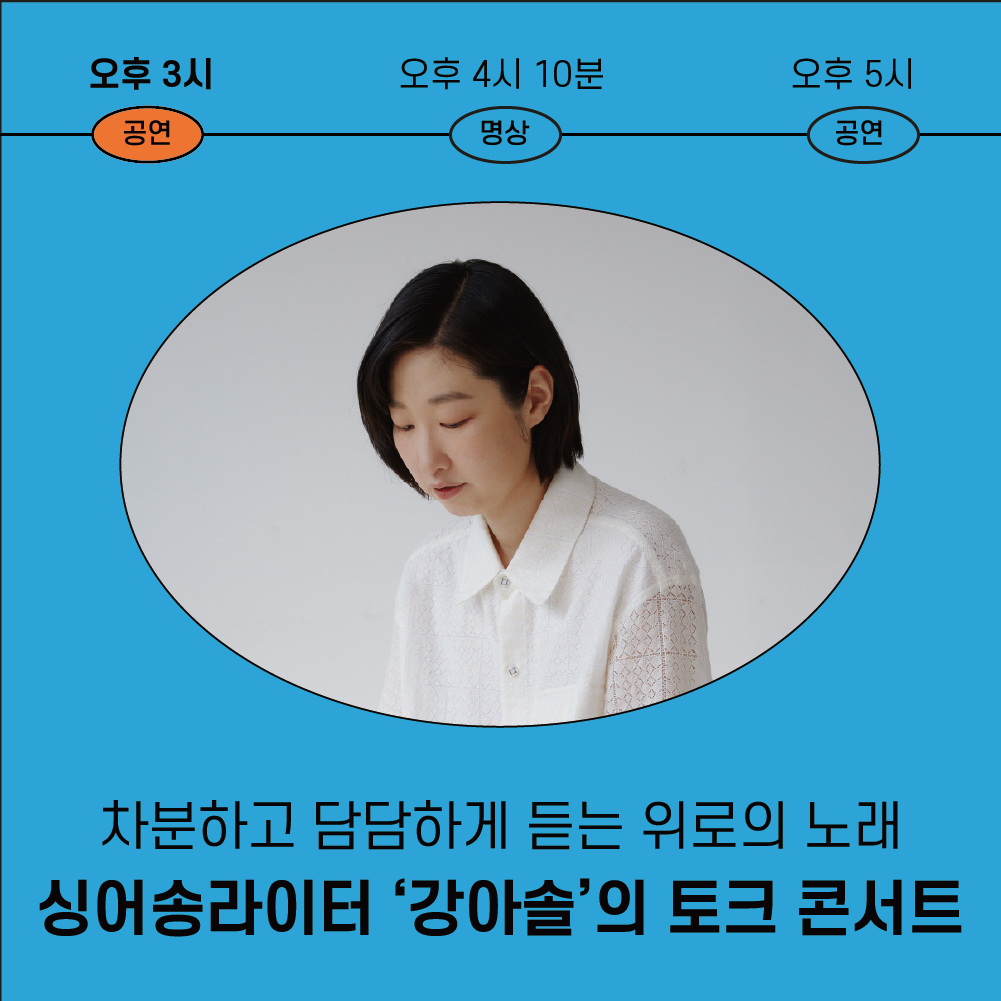 오후 3시 오후 4시 10분 오후 5시
공연 명상 공연
차분하고 담담하게 듣는 위로의 노래
싱어송라이터 ‘강아솔’의 토크 콘서트